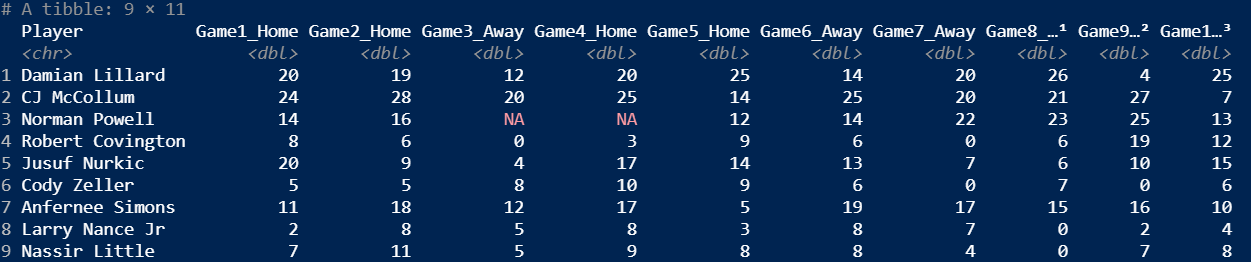 # A tibble: 9 × 11
Player Game1_Home Game2_Home Game3_Away Game4_Home Game5_Home Game6_Away Game7_Away Game8_…¹ Game9…² Game1…³
<chr> <dbl> <dbl> <dbl> <dbl> <dbl> <dbl> <dbl> <dbl> <dbl> <dbl>
1 Damian Lillard 20 19 12 20 25 14 20 26 4 25
2 CJ McCollum 24 28 20 25 14 25 20 21 27 7
3 Norman Powell 14 16 NA NA 12 14 22 23 25 13
4 Robert Covington 8 6 0 3 9 6 0 6 19 12
5 Jusuf Nurkic 20 9 4 17 14 13 7 6 10 15
6 Cody Zeller 5 5 8 10 9 6 0 7 0 6
7 Anfernee Simons 11 18 12 17 5 19 17 15 16 10
8 Larry Nance Jr 2 8 5 8 3 8 7 0 2 4
9 Nassir Little 7 11 5 9 8 8 4 0 7 8